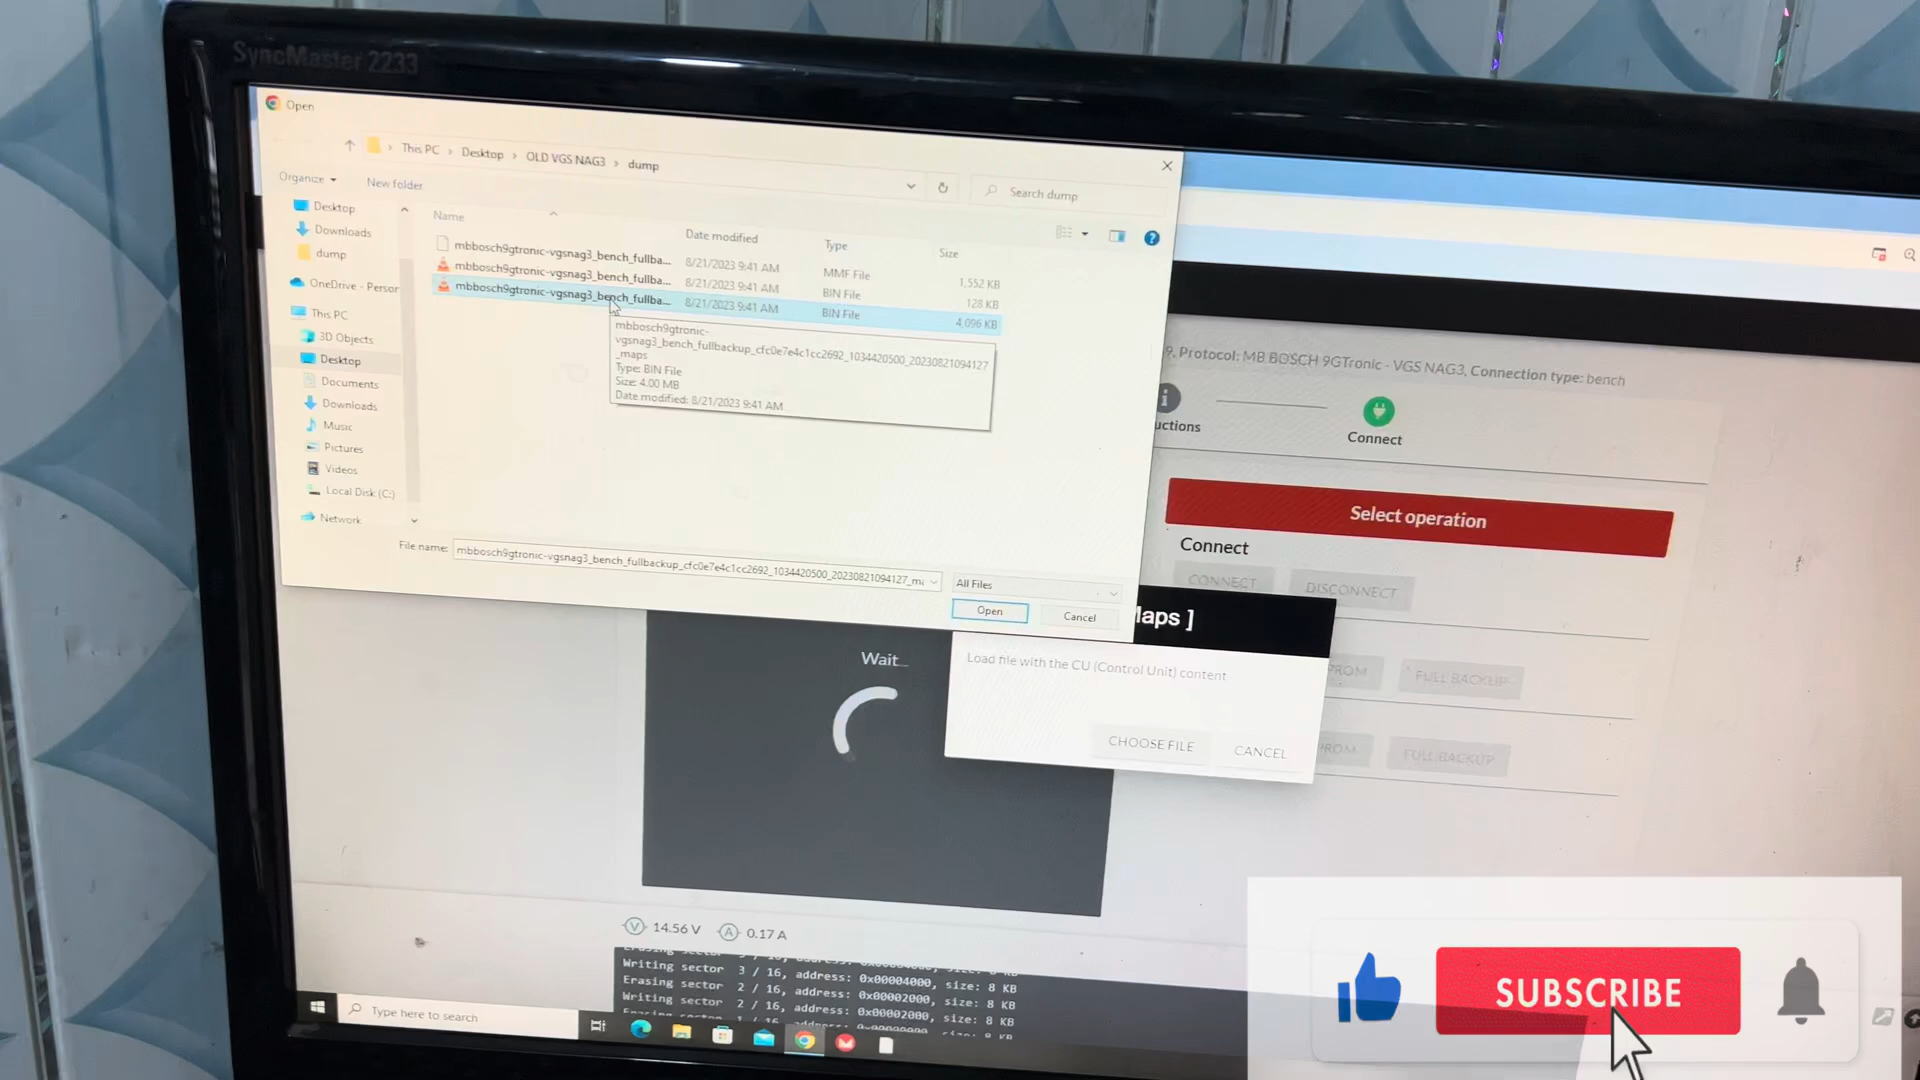 SyncMaster 2233
Open
This PC > Desktop > OLD VGS NAG3 > dump
Search dump
Organize
New folder
Name
Date modified
Type
Size
mbbosch9gtronic-vgsnag3_bench_fullba...
8/21/2023 9:41 AM
MMF File
1,552 KB
mbbosch9gtronic-vgsnag3_bench_fullba...
8/21/2023 9:41 AM
BIN File
128 KB
mbbosch9gtronic-vgsnag3_bench_fullba...
8/21/2023 9:41 AM
BIN File
4,096 KB
mbbosch9gtronic-
vgsnag3_bench_fullbackup_cfc0e7e4c1cc2692_1034420500_20230821094127
_maps
Type: BIN File
Size: 4.00 MB
Date modified: 8/21/2023 9:41 AM
Desktop
Downloads
dump
OneDrive - Person
This PC
3D Objects
Desktop
Documents
Downloads
Music
Pictures
Videos
Local Disk (C:)
Network
File name:
mbbosch9gtronic-vgsnag3_bench_fullbackup_cfc0e7e4c1cc2692_1034420500_20230821094127_ma
All Files
Open
Cancel
9, Protocol: MB BOSCH 9GTronic - VGS NAG3, Connection type: bench
uctions
Connect
Select operation
Connect
CONNECT
DISCONNECT
Maps ]
Load file with the CU (Control Unit) content
CHOOSE FILE
CANCEL
PROM
FULL BACKUP
PROM
FULL BACKUP
Wait...
V 14.56 V
A 0.17 A
Writing sector 3 / 16, address: 0x00004000, size: 8 KB
Erasing sector 2 / 16, address: 0x00002000, size: 8 KB
Writing sector 2 / 16, address: 0x00002000, size: 8 KB
Type here to search
SUBSCRIBE